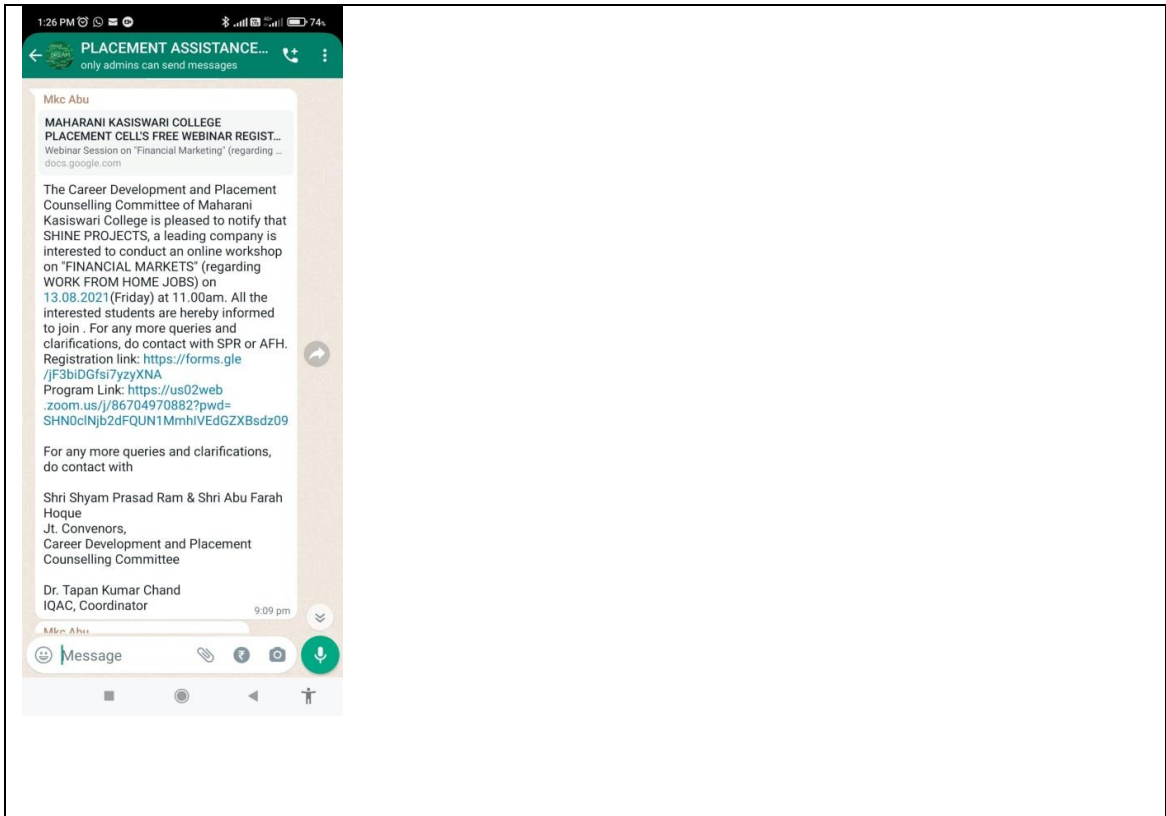 1:26 PM
74%
PLACEMENT ASSISTANCE...
only admins can send messages
Mkc Abu
MAHARANI KASISWARI COLLEGE
PLACEMENT CELL'S FREE WEBINAR REGIST...
Webinar Session on "Financial Marketing" (regarding ...
docs.google.com
The Career Development and Placement
Counselling Committee of Maharani
Kasiswari College is pleased to notify that
SHINE PROJECTS, a leading company is
interested to conduct an online workshop
on "FINANCIAL MARKETS" (regarding
WORK FROM HOME JOBS) on
13.08.2021(Friday) at 11.00am. All the
interested students are hereby informed
to join . For any more queries and
clarifications, do contact with SPR or AFH.
Registration link: https://forms.gle
/jF3biDGfsi7yzyXNA
Program Link: https://us02web
.zoom.us/j/86704970882?pwd=
SHN0clNjb2dFQUN1MmhIVEdGZXBsdz09
For any more queries and clarifications,
do contact with
Shri Shyam Prasad Ram & Shri Abu Farah
Hoque
Jt. Convenors,
Career Development and Placement
Counselling Committee
Dr. Tapan Kumar Chand
IQAC, Coordinator
9:09 pm
Mkc Abu
Message